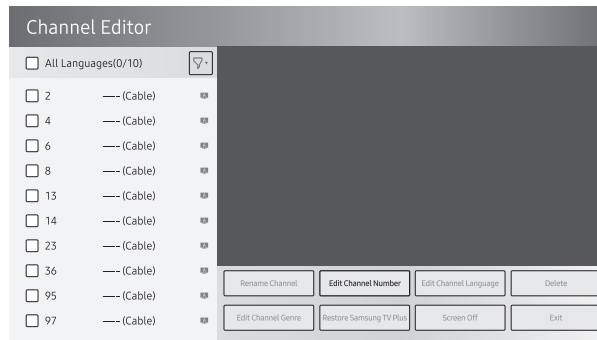 Channel Editor
All Languages(0/10)
2 ---- (Cable)
4 ---- (Cable)
6 ---- (Cable)
8 ---- (Cable)
13 ---- (Cable)
14 ---- (Cable)
23 ---- (Cable)
36 ---- (Cable)
95 ---- (Cable)
97 ---- (Cable)
Rename Channel Edit Channel Number Edit Channel Language Delete
Edit Channel Genre Restore Samsung TV Plus Screen Off Exit